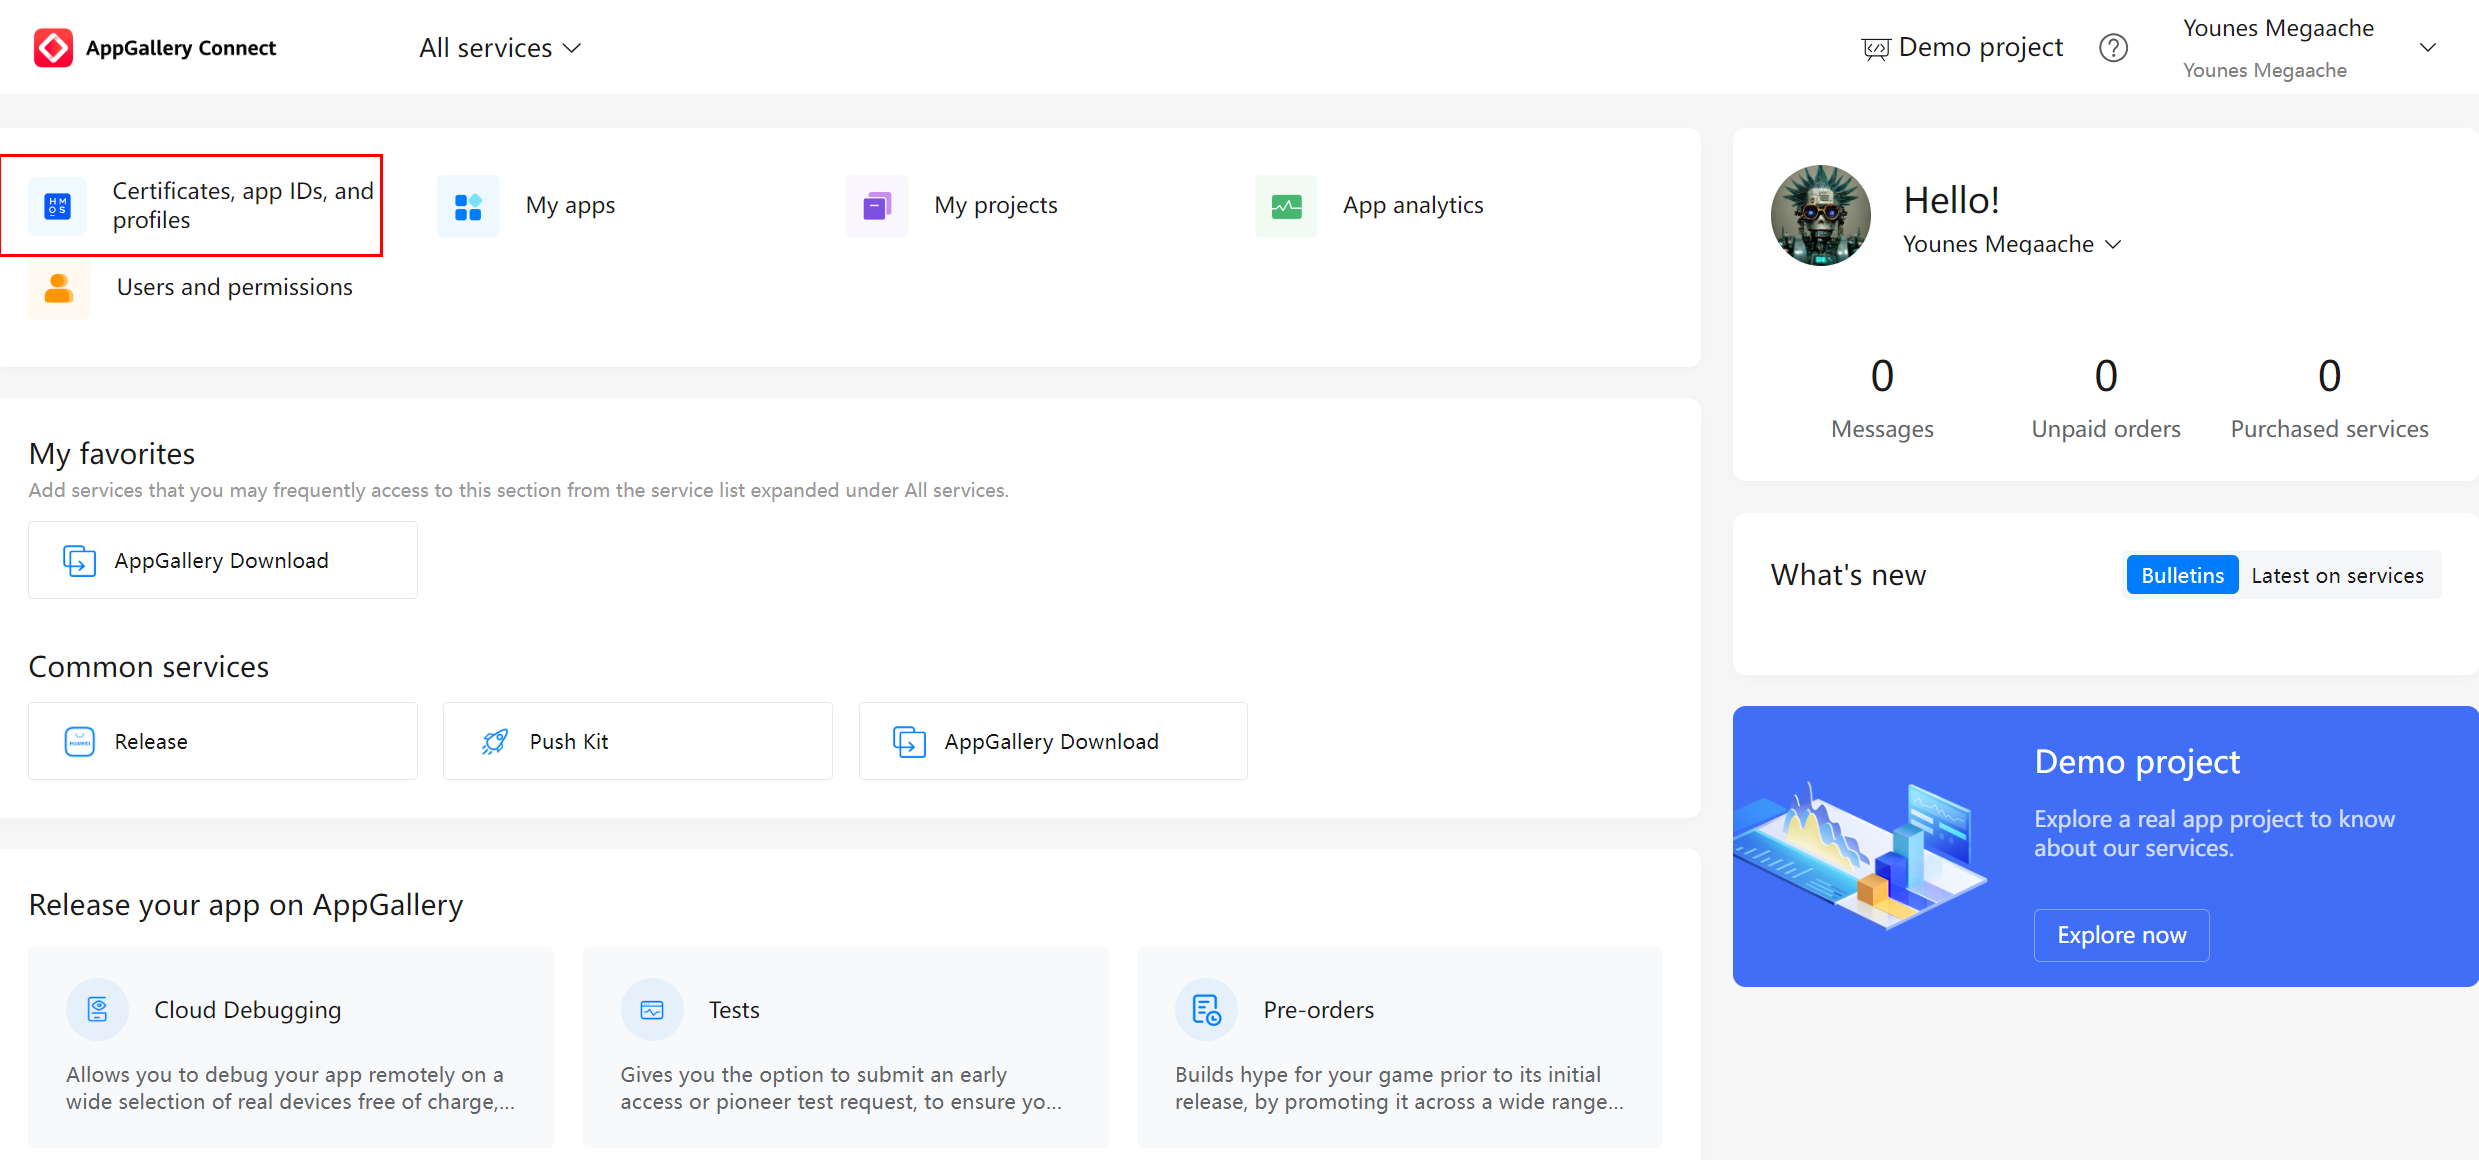 AppGallery Connect
All services
Demo project
Younes Megaache
Younes Megaache
HM
OS
Certificates, app IDs, and
profiles
My apps
My projects
App analytics
Users and permissions
Hello!
Younes Megaache
0
Messages
0
Unpaid orders
0
Purchased services
My favorites
Add services that you may frequently access to this section from the service list expanded under All services.
AppGallery Download
Common services
HUAWEI
Release
Push Kit
AppGallery Download
What's new
Bulletins
Latest on services
Demo project
Explore a real app project to know
about our services.
Explore now
Release your app on AppGallery
Cloud Debugging
Allows you to debug your app remotely on a
wide selection of real devices free of charge,...
Tests
Gives you the option to submit an early
access or pioneer test request, to ensure yo...
Pre-orders
Builds hype for your game prior to its initial
release, by promoting it across a wide range...